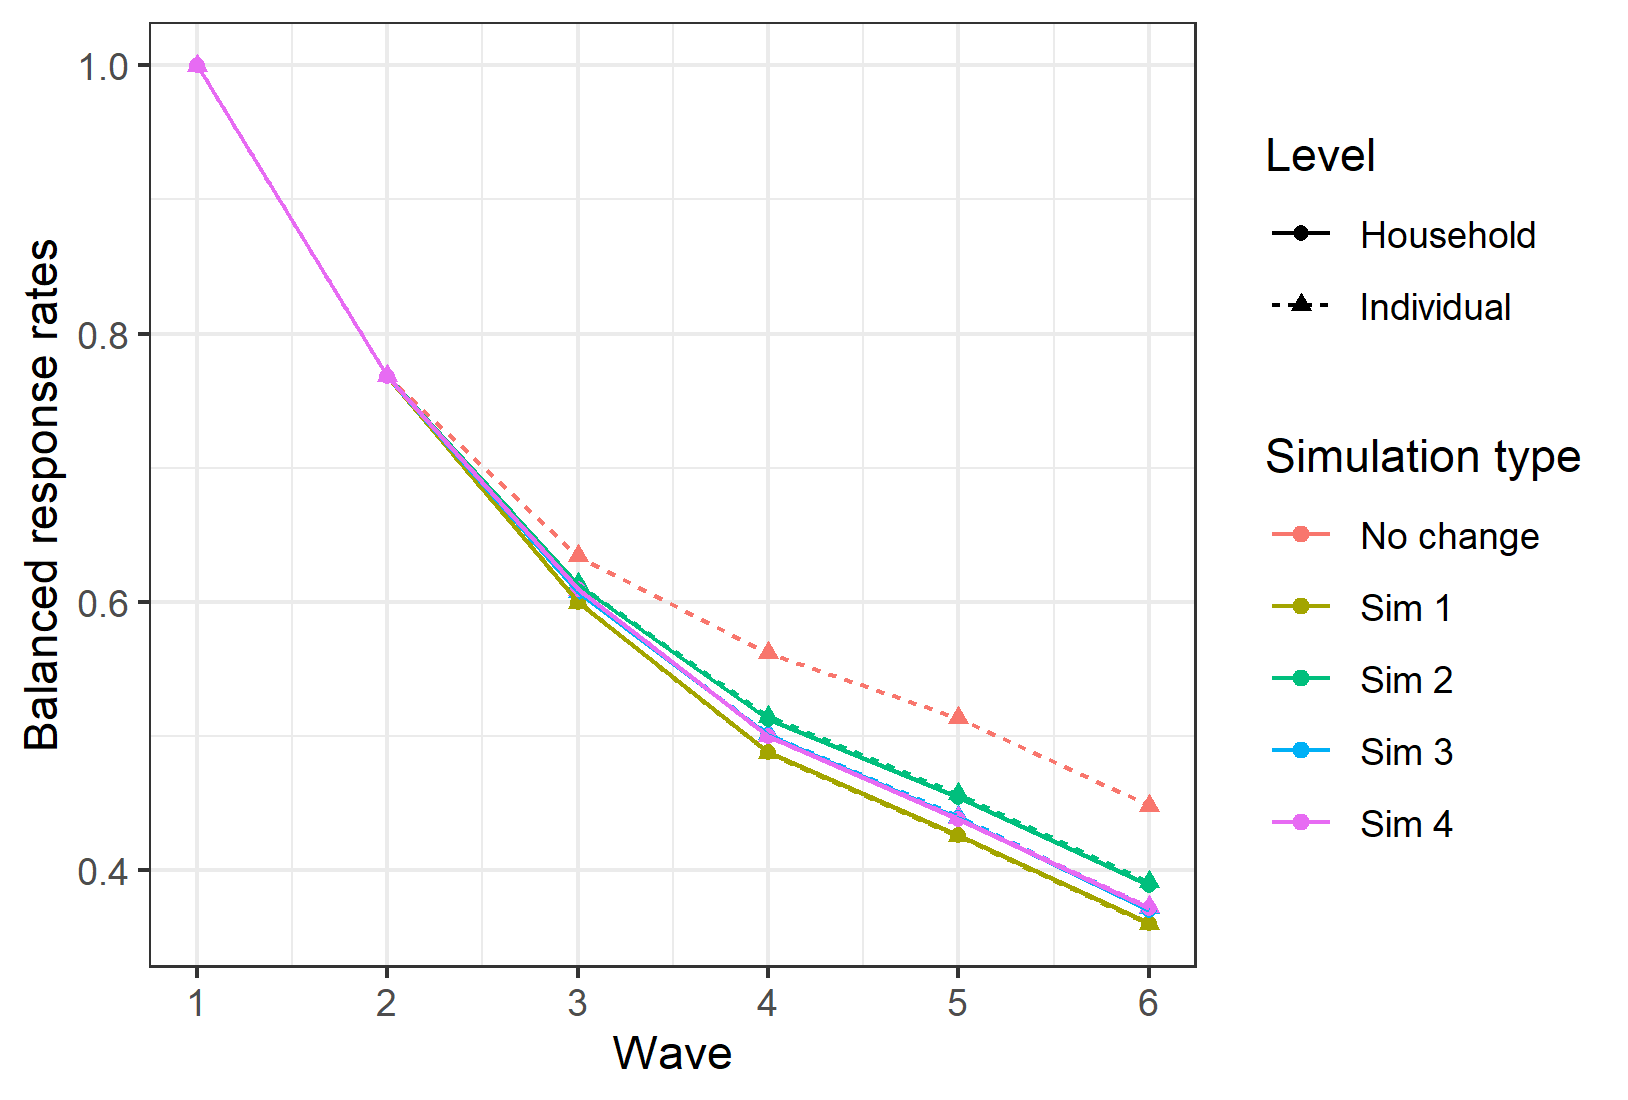 Balanced response rates
1.0
0.8
0.6
0.4
1 2 3 4 5 6
Wave
Level
Household
Individual
Simulation type
No change
Sim 1
Sim 2
Sim 3
Sim 4